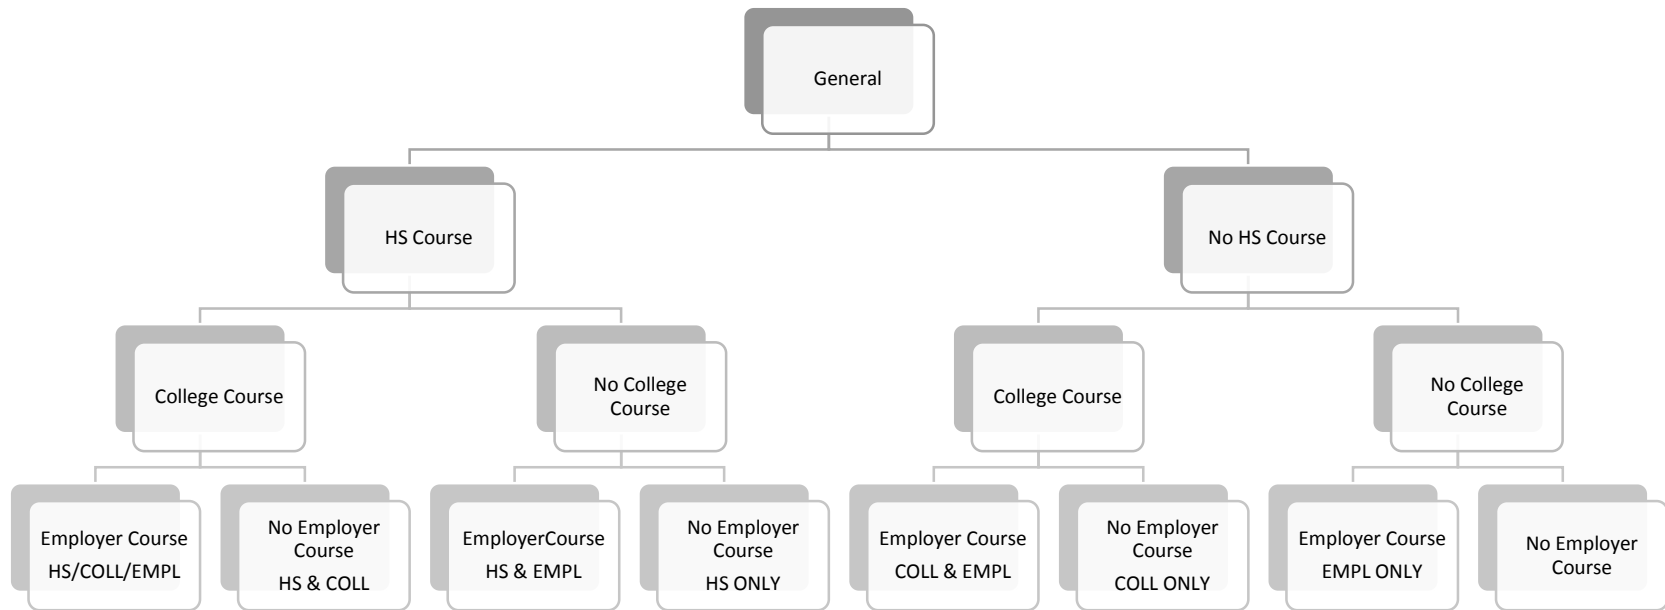 General
HS Course
No HS Course
College Course
No College
Course
College Course
No College
Course
Employer Course
HS/COLL/EMPL
No Employer
Course
HS & COLL
EmployerCourse
HS & EMPL
No Employer
Course
HS ONLY
Employer Course
COLL & EMPL
No Employer
Course
COLL ONLY
Employer Course
EMPL ONLY
No Employer
Course